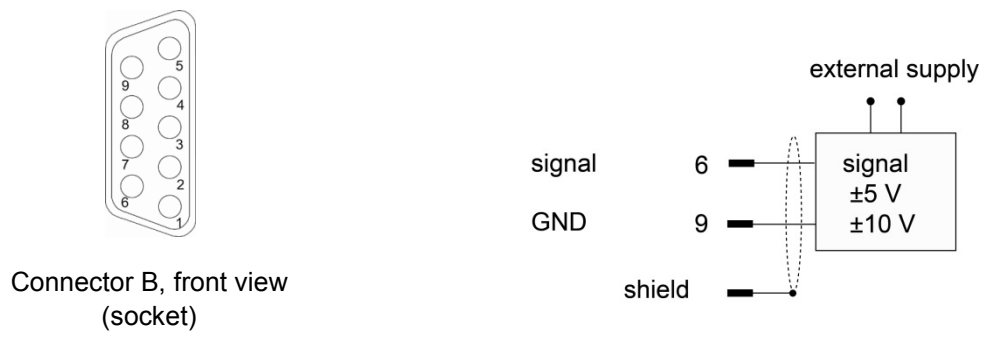 5
9
4
8
3
7
2
6
1
Connector B, front view
(socket)
external supply
signal 6 signal
±5 V
GND 9 ±10 V
shield